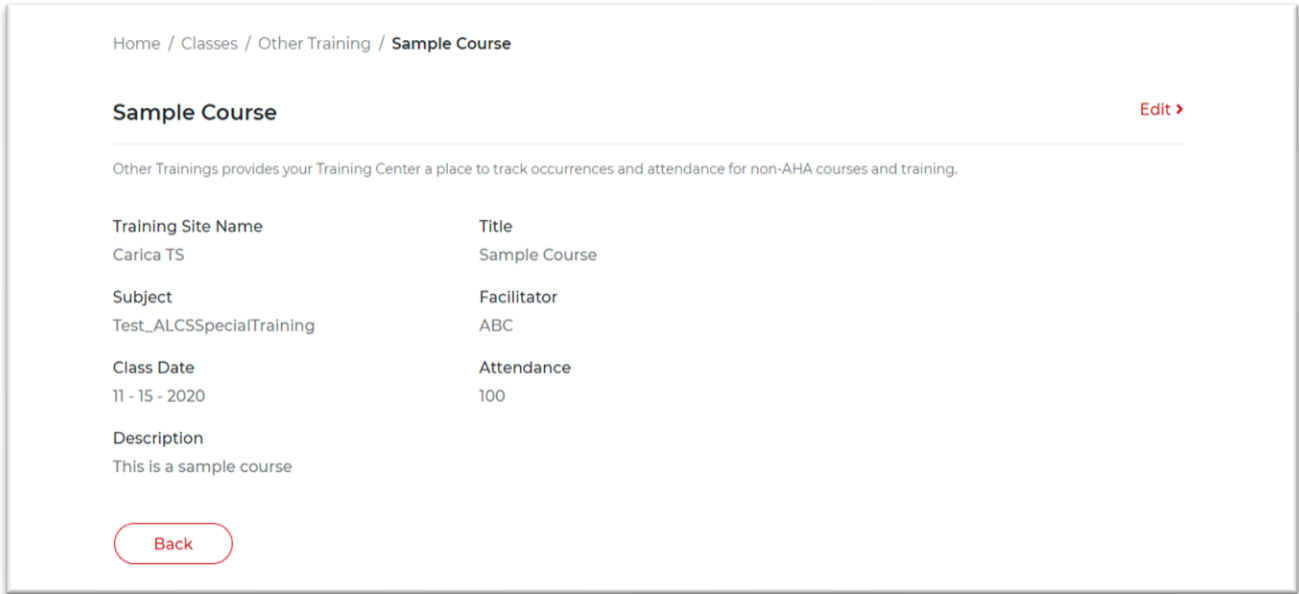 Home / Classes / Other Training / Sample Course
Sample Course
Edit >
Other Trainings provides your Training Center a place to track occurrences and attendance for non-AHA courses and training.
Training Site Name
Carica TS
Title
Sample Course
Subject
Test_ALCSSpecialTraining
Facilitator
ABC
Class Date
11 - 15 - 2020
Attendance
100
Description
This is a sample course
Back